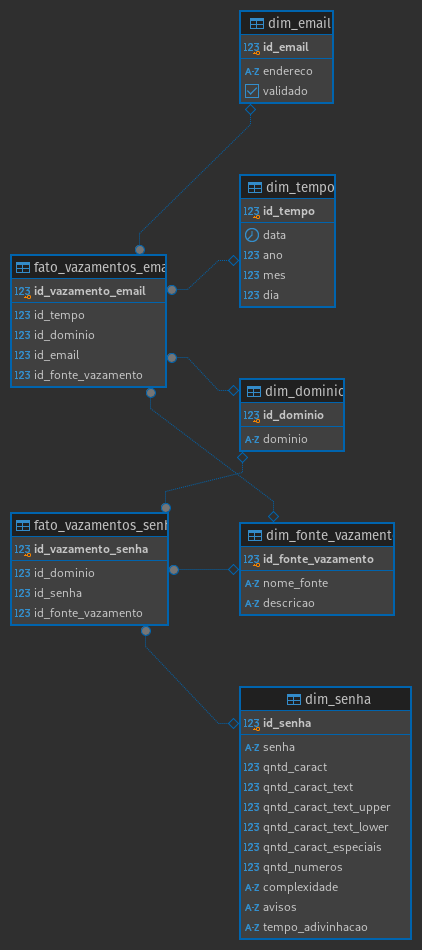 dim_email
123 id_email
A-Z endereco
validado
dim_tempo
123 id_tempo
data
123 ano
123 mes
123 dia
fato_vazamentos_ema
123 id_vazamento_email
123 id_tempo
123 id_dominio
123 id_email
123 id_fonte_vazamento
dim_dominio
123 id_dominio
A-Z dominio
fato_vazamentos_senh
123 id_vazamento_senha
123 id_dominio
123 id_senha
123 id_fonte_vazamento
dim_fonte_vazament
123 id_fonte_vazamento
A-Z nome_fonte
A-Z descricao
dim_senha
123 id_senha
A-Z senha
123 qntd_caract
123 qntd_caract_text
123 qntd_caract_text_upper
123 qntd_caract_text_lower
123 qntd_caract_especiais
123 qntd_numeros
A-Z complexidade
A-Z avisos
A-Z tempo_adivinhacao